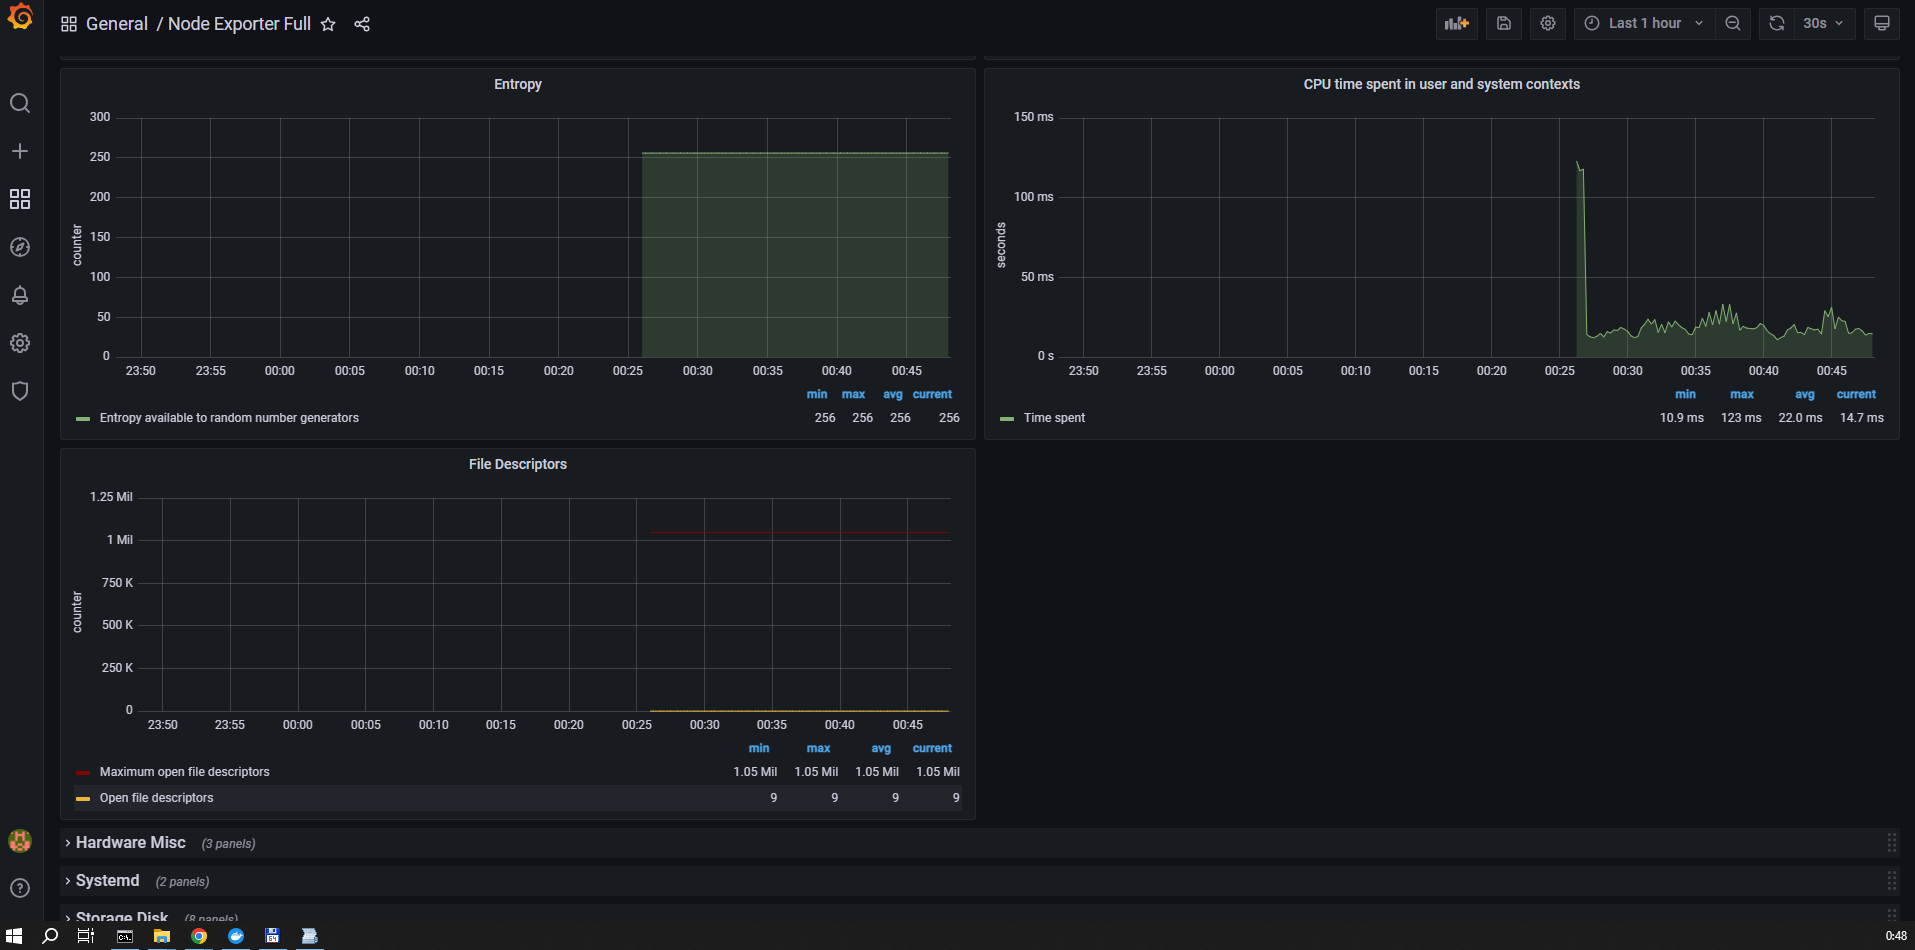 General / Node Exporter Full
Last 1 hour
30s
Entropy
300
250
200
150
100
50
0
counter
23:50 23:55 00:00 00:05 00:10 00:15 00:20 00:25 00:30 00:35 00:40 00:45
min max avg current
Entropy available to random number generators 256 256 256 256
CPU time spent in user and system contexts
150 ms
100 ms
50 ms
0 s
seconds
23:50 23:55 00:00 00:05 00:10 00:15 00:20 00:25 00:30 00:35 00:40 00:45
min max avg current
Time spent 10.9 ms 123 ms 22.0 ms 14.7 ms
File Descriptors
1.25 Mil
1 Mil
750 K
500 K
250 K
0
counter
23:50 23:55 00:00 00:05 00:10 00:15 00:20 00:25 00:30 00:35 00:40 00:45
min max avg current
Maximum open file descriptors 1.05 Mil 1.05 Mil 1.05 Mil 1.05 Mil
Open file descriptors 9 9 9 9
Hardware Misc (3 panels)
Systemd (2 panels)
Storage Disk (8 panels)
C:\.
64
0:48